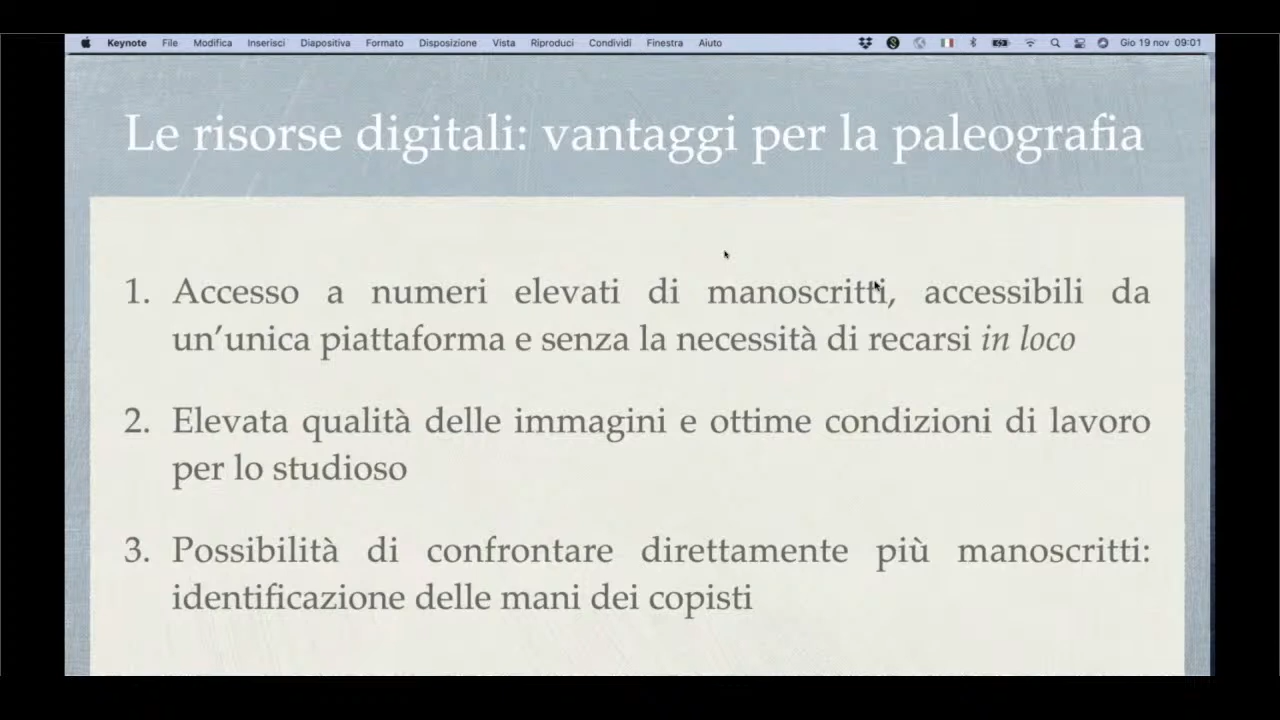 Keynote File Modifica Inserisci Diapositiva Formato Disposizione Vista Riproduci Condividi Finestra Aiuto Gio 19 nov 09:01
Le risorse digitali: vantaggi per la paleografia
1. Accesso a numeri elevati di manoscritti, accessibili da
un’unica piattaforma e senza la necessità di recarsi in loco
2. Elevata qualità delle immagini e ottime condizioni di lavoro
per lo studioso
3. Possibilità di confrontare direttamente più manoscritti:
identificazione delle mani dei copisti